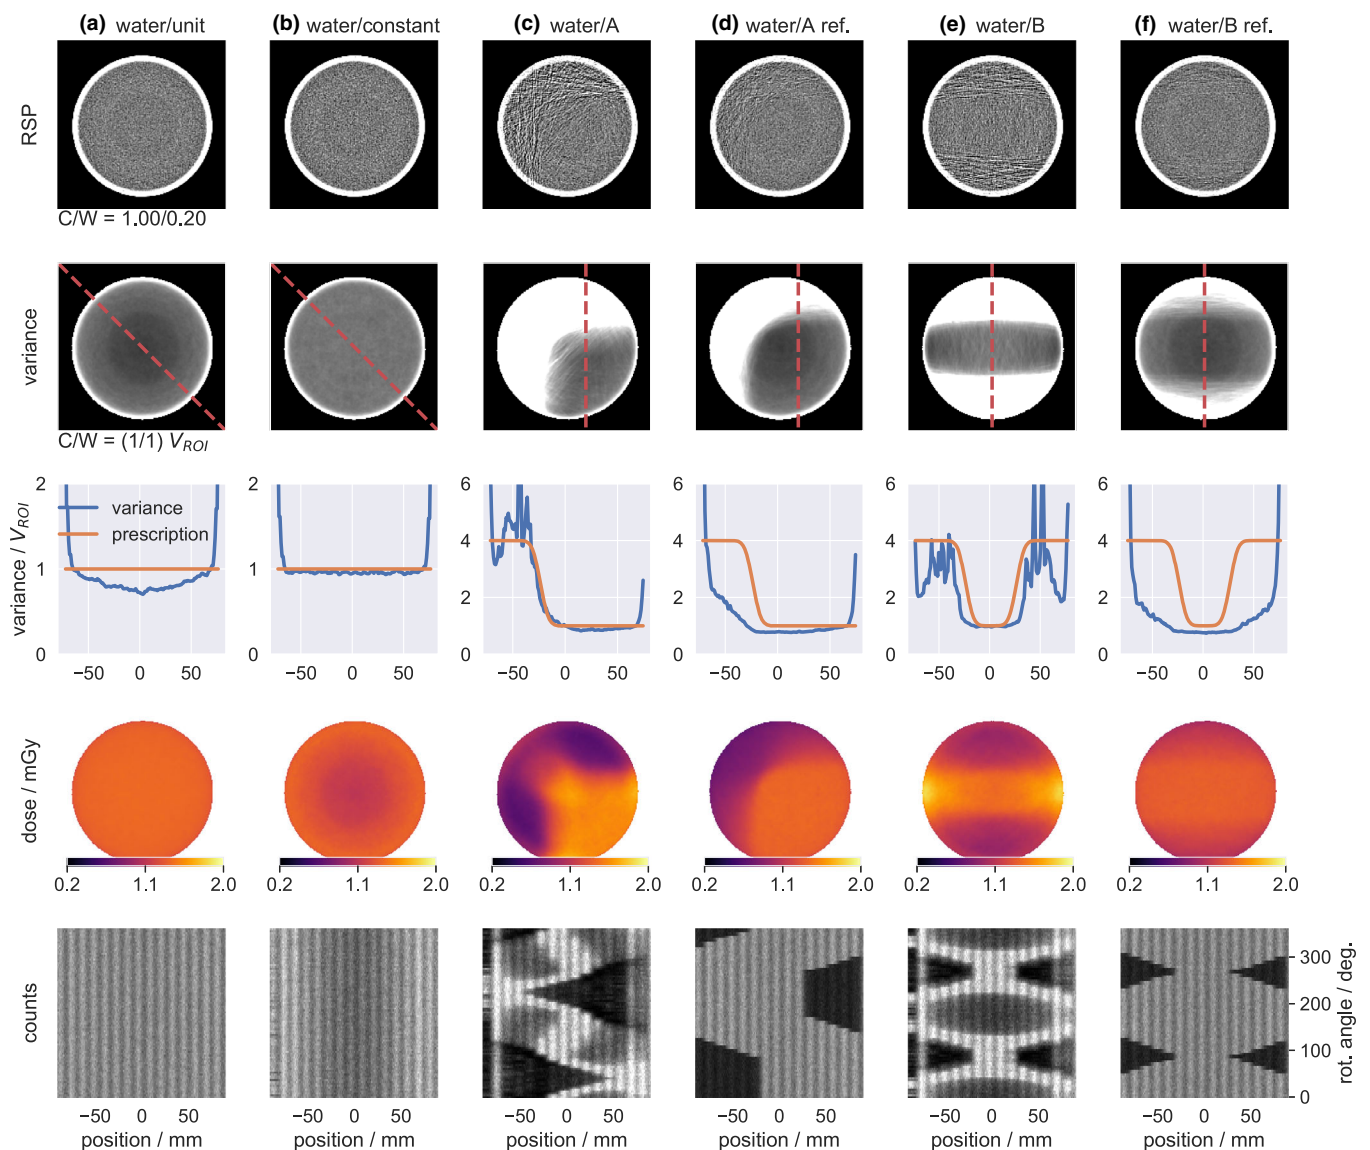 (a) water/unit (b) water/constant (c) water/A (d) water/A ref. (e) water/B (f) water/B ref.
RSP
C/W = 1.00/0.20
variance
C/W = (1/1) V_ROI
variance / V_ROI
2 2 6 6 6 6
variance
prescription
4 4 4 4
1 1
2 2 2 2
0 0 0 0 0 0
−50 0 50 −50 0 50 −50 0 50 −50 0 50 −50 0 50 −50 0 50
dose / mGy
0.2 1.1 2.0 0.2 1.1 2.0 0.2 1.1 2.0 0.2 1.1 2.0 0.2 1.1 2.0 0.2 1.1 2.0
counts
300
200
100
0
rot. angle / deg.
−50 0 50 −50 0 50 −50 0 50 −50 0 50 −50 0 50 −50 0 50
position / mm position / mm position / mm position / mm position / mm position / mm